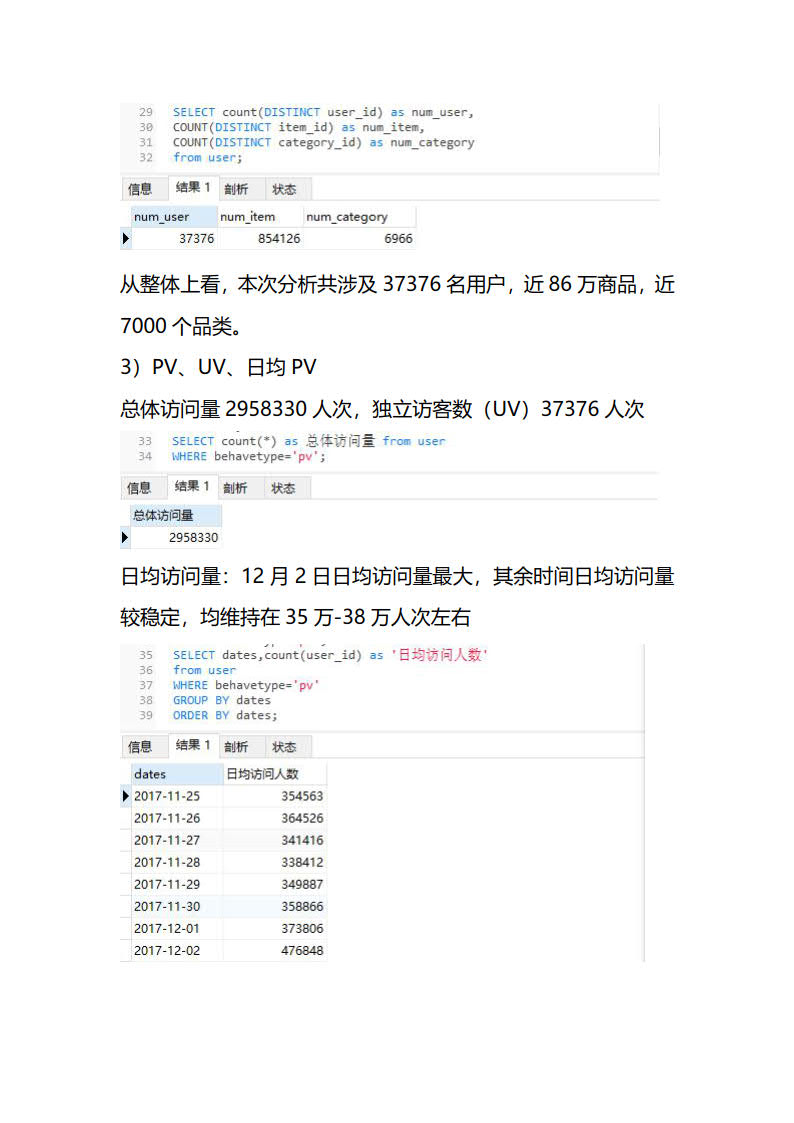 29 SELECT count(DISTINCT user_id) as num_user,
30 COUNT(DISTINCT item_id) as num_item,
31 COUNT(DISTINCT category_id) as num_category
32 from user;
信息 结果 1 剖析 状态
num_user num_item num_category
37376 854126 6966
从整体上看，本次分析共涉及 37376 名用户，近 86 万商品，近
7000 个品类。
3）PV、UV、日均 PV
总体访问量 2958330 人次，独立访客数（UV）37376 人次
33 SELECT count(*) as 总体访问量 from user
34 WHERE behavetype='pv';
信息 结果 1 剖析 状态
总体访问量
2958330
日均访问量：12 月 2 日日均访问量最大，其余时间日均访问量
较稳定，均维持在 35 万-38 万人次左右
35 SELECT dates,count(user_id) as '日均访问人数'
36 from user
37 WHERE behavetype='pv'
38 GROUP BY dates
39 ORDER BY dates;
信息 结果 1 剖析 状态
dates 日均访问人数
2017-11-25 354563
2017-11-26 364526
2017-11-27 341416
2017-11-28 338412
2017-11-29 349887
2017-11-30 358866
2017-12-01 373806
2017-12-02 476848